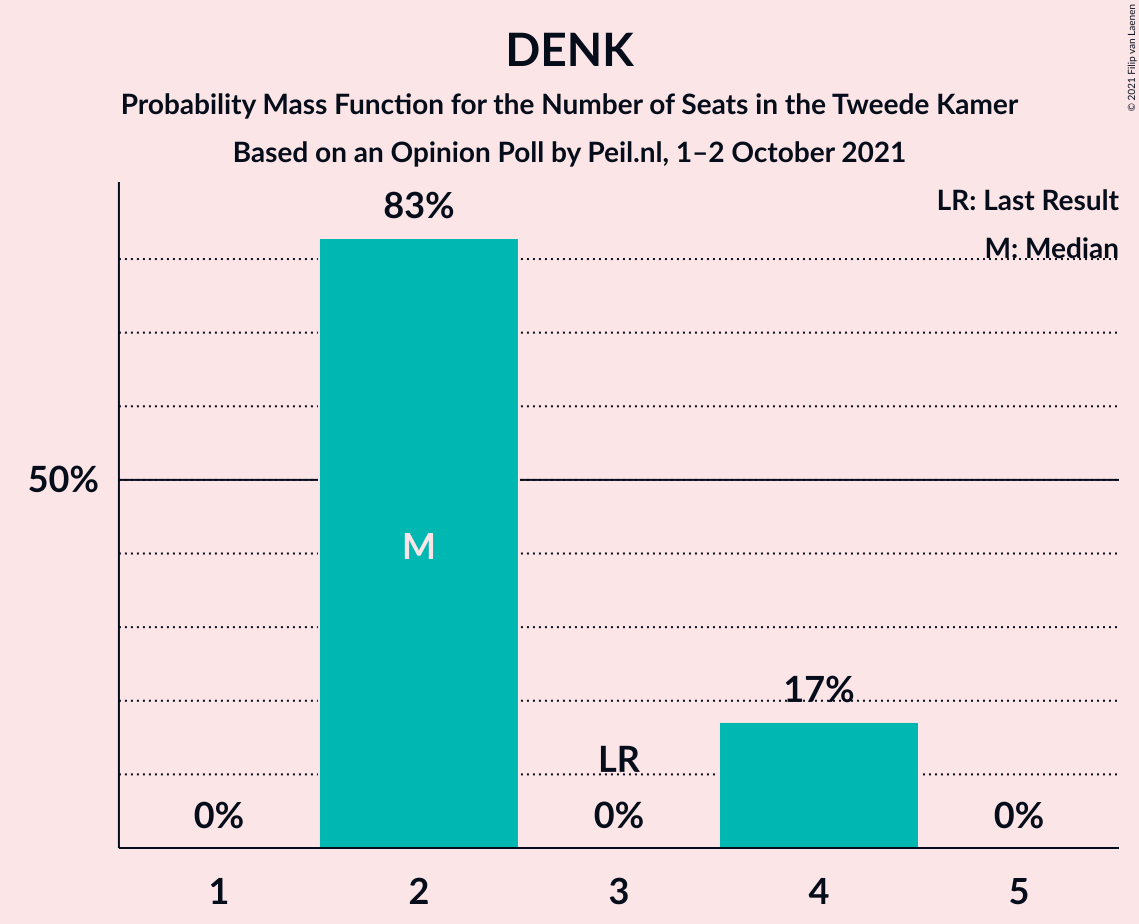 DENK
Probability Mass Function for the Number of Seats in the Tweede Kamer
Based on an Opinion Poll by Peil.nl, 1–2 October 2021
© 2021 Filip van Laenen
LR: Last Result
M: Median
83%
50%
M
17%
LR
0%
0%
0%
1
2
3
4
5